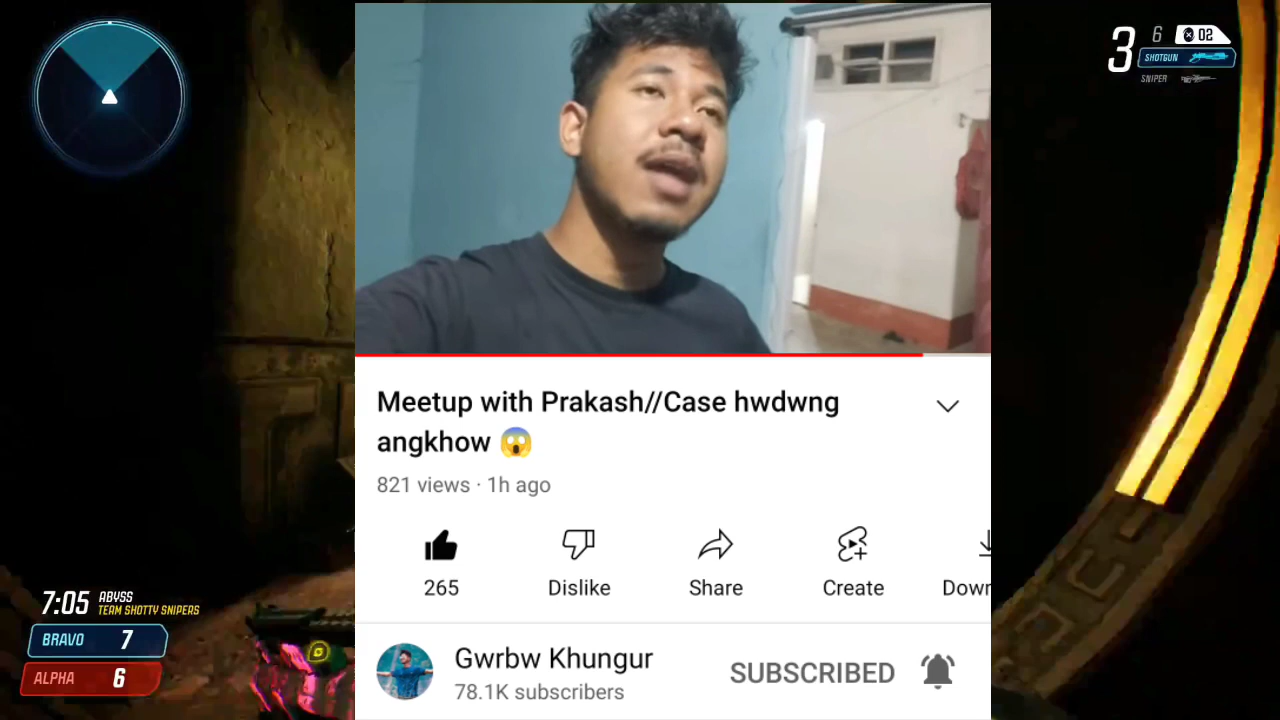 3 6 02
SHOTGUN
SNIPER
Meetup with Prakash//Case hwdwng
angkhow 😱
821 views · 1h ago
265 Dislike Share Create Down
Gwrbw Khungur
78.1K subscribers
SUBSCRIBED
7:05 ABYSS
TEAM SHOTTY SNIPERS
BRAVO 7
ALPHA 6